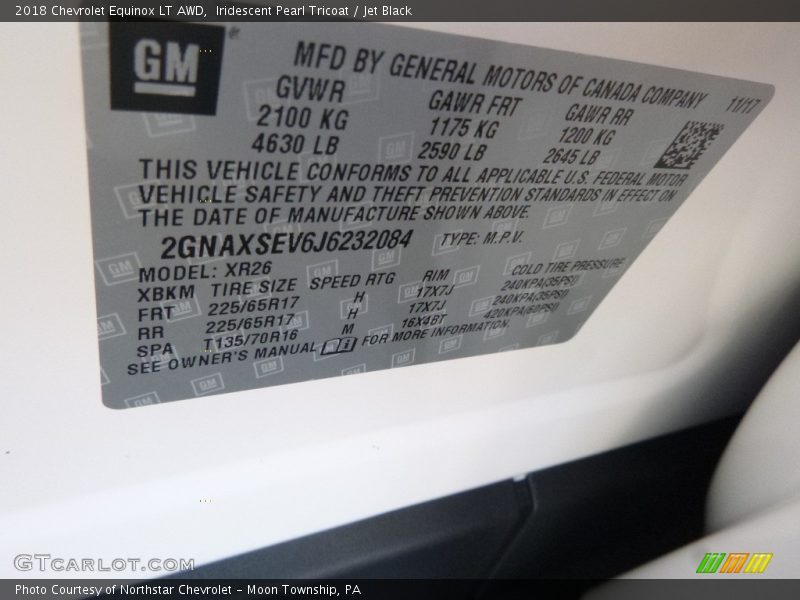 2018 Chevrolet Equinox LT AWD, Iridescent Pearl Tricoat / Jet Black
GM
MFD BY GENERAL MOTORS OF CANADA COMPANY
11/17
GVWR GAWR FRT GAWR RR
2100 KG 1175 KG 1200 KG
4630 LB 2590 LB 2645 LB
THIS VEHICLE CONFORMS TO ALL APPLICABLE U.S. FEDERAL MOTOR
VEHICLE SAFETY AND THEFT PREVENTION STANDARDS IN EFFECT ON
THE DATE OF MANUFACTURE SHOWN ABOVE.
2GNAXSEV6J6232084 TYPE: M.P.V.
MODEL: XR26
XBKM TIRE SIZE SPEED RTG RIM COLD TIRE PRESSURE
FRT 225/65R17 H 17X7J 240KPA(35PSI)
RR 225/65R17 H 17X7J 240KPA(35PSI)
SPA T135/70R16 M 16X4BT 420KPA(60PSI)
SEE OWNER'S MANUAL FOR MORE INFORMATION.
GTcarlot.com
Photo Courtesy of Northstar Chevrolet - Moon Township, PA